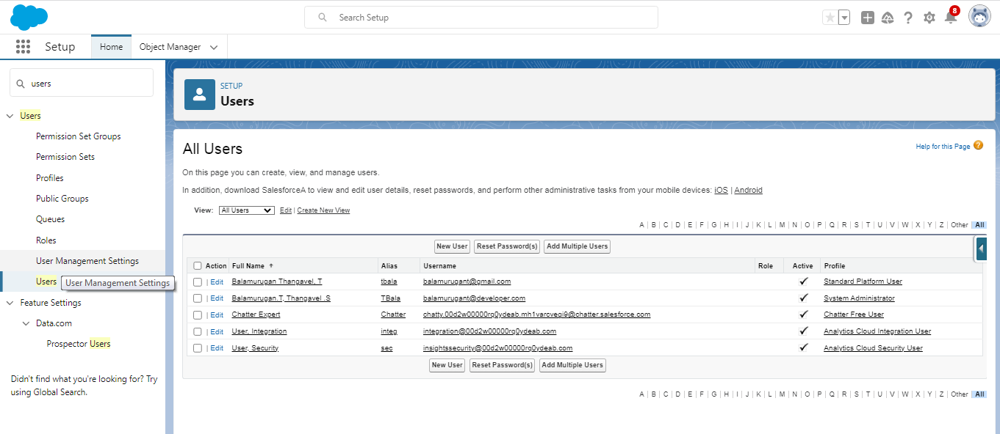 Search Setup
8
Setup
Home
Object Manager
users
Users
Permission Set Groups
Permission Sets
Profiles
Public Groups
Queues
Roles
User Management Settings
Users
User Management Settings
Feature Settings
Data.com
Prospector Users
Didn't find what you're looking for? Try
using Global Search.
SETUP
Users
All Users
Help for this Page ?
On this page you can create, view, and manage users.
In addition, download SalesforceA to view and edit user details, reset passwords, and perform other administrative tasks from your mobile devices: iOS | Android
View: All Users Edit | Create New View
A | B | C | D | E | F | G | H | I | J | K | L | M | N | O | P | Q | R | S | T | U | V | W | X | Y | Z | Other All
New User Reset Password(s) Add Multiple Users
Action Full Name ↑ Alias Username Role Active Profile
| Edit Balamurugan Thangavel, T tbala balamurugant@gmail.com ✓ Standard Platform User
| Edit Balamurugan.T, Thangavel .S TBala balamurugant@developer.com ✓ System Administrator
| Edit Chatter Expert Chatter chatty.00d2w00000rq0ydeab.mh1varcveqi9@chatter.salesforce.com ✓ Chatter Free User
| Edit User, Integration integ integration@00d2w00000rq0ydeab.com ✓ Analytics Cloud Integration User
| Edit User, Security sec insightssecurity@00d2w00000rq0ydeab.com ✓ Analytics Cloud Security User
New User Reset Password(s) Add Multiple Users
A | B | C | D | E | F | G | H | I | J | K | L | M | N | O | P | Q | R | S | T | U | V | W | X | Y | Z | Other All